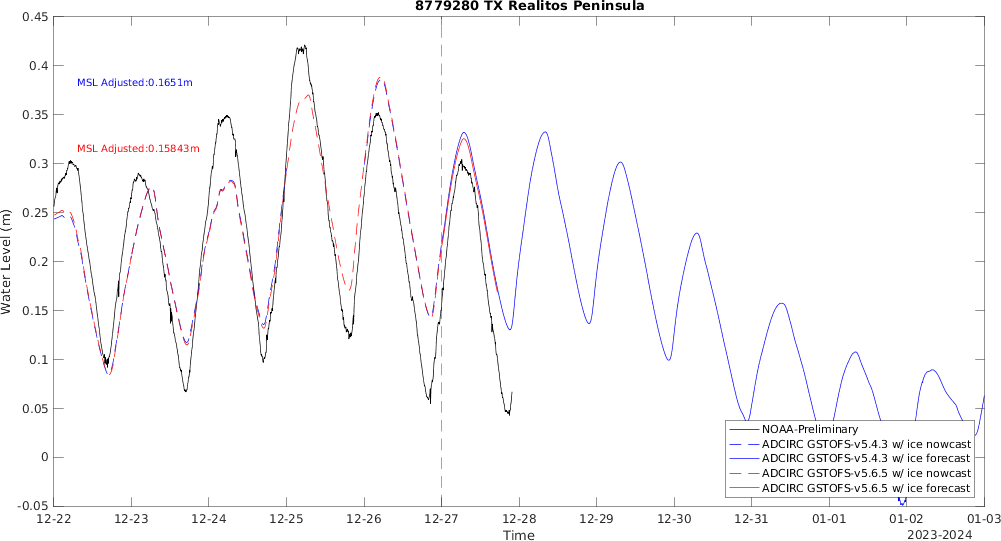 8779280 TX Realitos Peninsula
0.45
0.4
0.35
0.3
0.25
0.2
0.15
0.1
0.05
0
-0.05
Water Level (m)
MSL Adjusted:0.1651m
MSL Adjusted:0.15843m
NOAA-Preliminary
ADCIRC GSTOFS-v5.4.3 w/ ice nowcast
ADCIRC GSTOFS-v5.4.3 w/ ice forecast
ADCIRC GSTOFS-v5.6.5 w/ ice nowcast
ADCIRC GSTOFS-v5.6.5 w/ ice forecast
12-22 12-23 12-24 12-25 12-26 12-27 12-28 12-29 12-30 12-31 01-01 01-02 01-03
Time
2023-2024